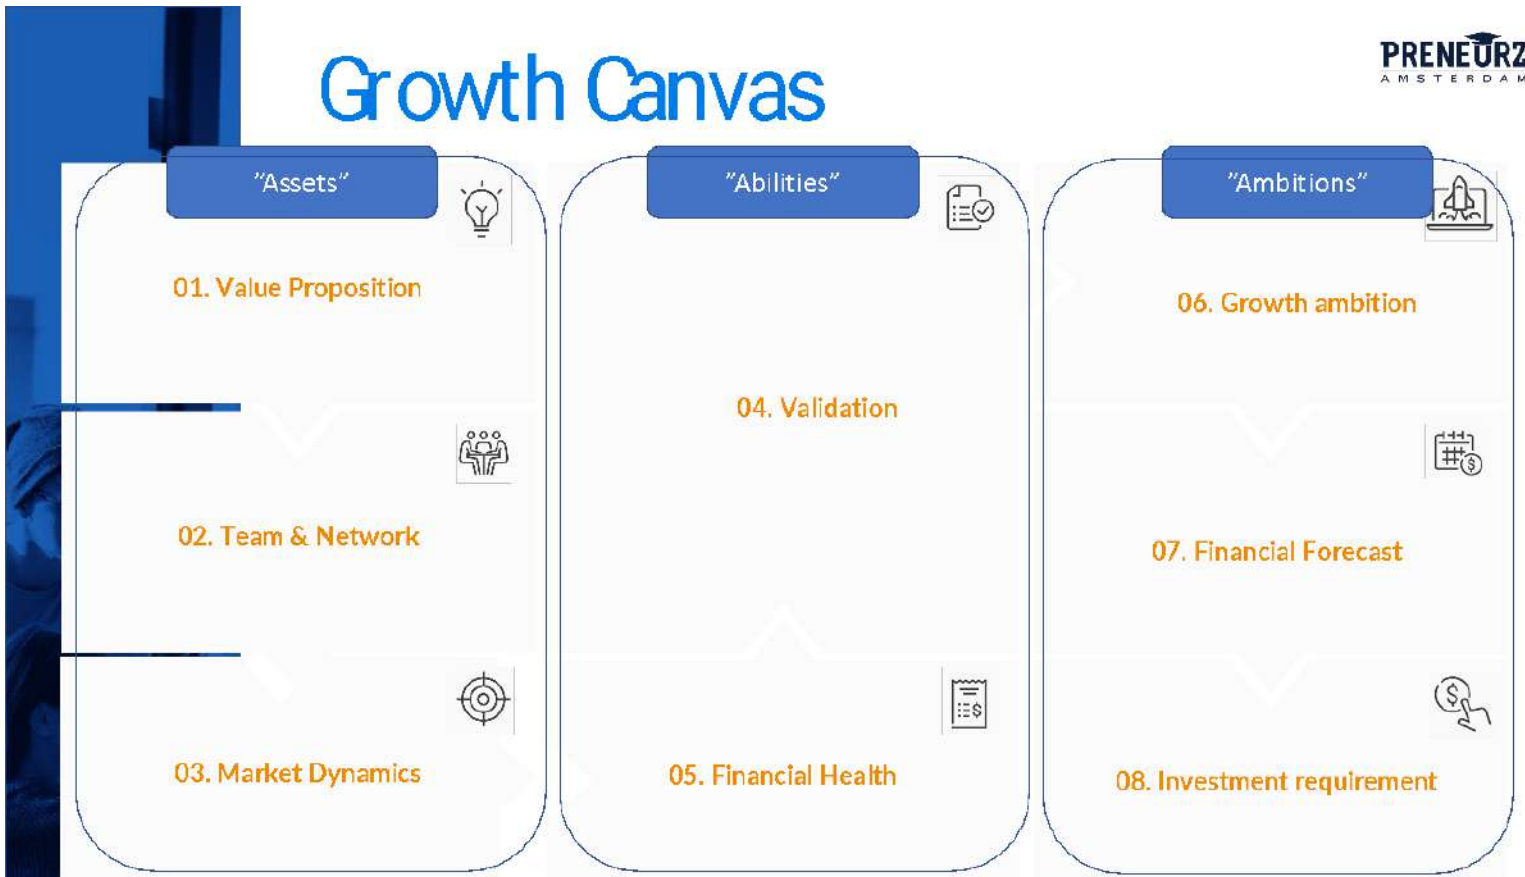 Growth Canvas
PRENEURZ
AMSTERDAM
"Assets"
01. Value Proposition
02. Team & Network
03. Market Dynamics
"Abilities"
04. Validation
05. Financial Health
"Ambitions"
06. Growth ambition
07. Financial Forecast
08. Investment requirement